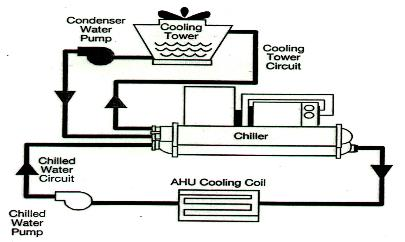 Condenser
Water
Pump
Cooling
Tower
Cooling
Tower
Circuit
Chiller
Chilled
Water
Circuit
AHU Cooling Coil
Chilled
Water
Pump